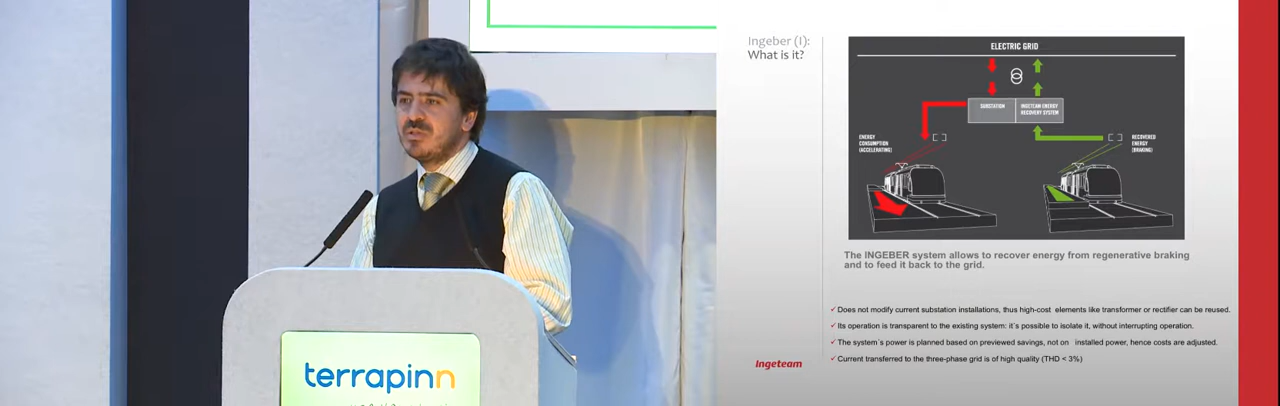 terrapinn
Ingeber (I):
What is it?
ELECTRIC GRID
SUBSTATION
INGETEAM ENERGY
RECOVERY SYSTEM
ENERGY
CONSUMPTION
(ACCELERATING)
RECOVERED
ENERGY
(BRAKING)
The INGEBER system allows to recover energy from regenerative braking
and to feed it back to the grid.
✓ Does not modify current substation installations, thus high-cost elements like transformer or rectifier can be reused.
✓ Its operation is transparent to the existing system: it´s possible to isolate it, without interrupting operation.
✓ The system´s power is planned based on previewed savings, not on installed power, hence costs are adjusted.
✓ Current transferred to the three-phase grid is of high quality (THD < 3%)
Ingeteam